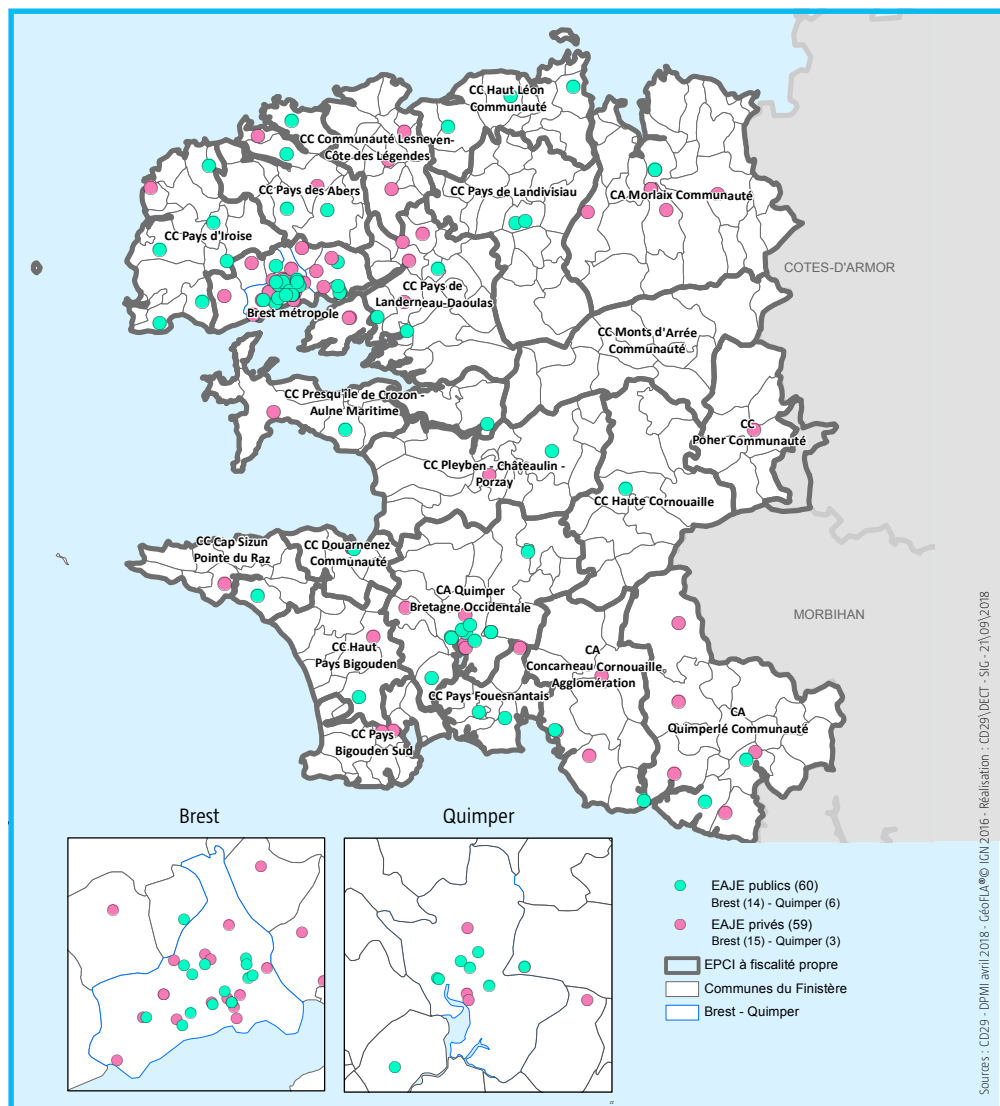 CC Haut Léon
Communauté
CC Communauté Lesneven-
Côte des Légendes
CC Pays des Abers
CC Pays de Landivisiau
CA Morlaix Communauté
CC Pays d'Iroise
COTES-D'ARMOR
CC Pays de
Landerneau-Daoulas
Brest métropole
CC Monts d'Arrée
Communauté
CC Presqu'île de Crozon -
Aulne Maritime
CC
Poher Communauté
CC Pleyben - Châteaulin -
Porzay
CC Haute Cornouaille
CC Cap Sizun
Pointe du Raz
CC Douarnenez
Communauté
CA Quimper
Bretagne Occidentale
MORBIHAN
CC Haut
Pays Bigouden
CA
Concarneau Cornouaille
Agglomération
CC Pays Fouesnantais
CA
Quimperlé Communauté
CC Pays
Bigouden Sud
Brest
Quimper
EAJE publics (60)
Brest (14) - Quimper (6)
EAJE privés (59)
Brest (15) - Quimper (3)
EPCI à fiscalité propre
Communes du Finistère
Brest - Quimper
Sources : CD29 - DPMI avril 2018 - GéoFLA®© IGN 2016 - Réalisation : CD29\DECT - SIG - 21\09\2018